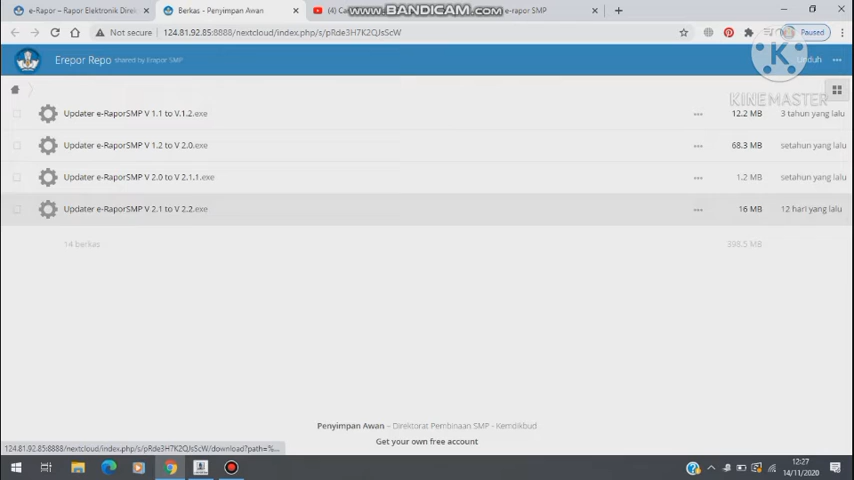 e-Rapor – Rapor Elektronik Direk
Berkas - Penyimpan Awan
www.BANDICAM.com
e-rapor SMP
Not secure
124.81.92.85:8888/nextcloud/index.php/s/pRde3H7K2QJsScW
Paused
Erepor Repo shared by Erapor SMP
Unduh
KINEMASTER
Updater e-RaporSMP V 1.1 to V.1.2.exe
12.2 MB
3 tahun yang lalu
Updater e-RaporSMP V 1.2 to V 2.0.exe
68.3 MB
setahun yang lalu
Updater e-RaporSMP V 2.0 to V 2.1.1.exe
1.2 MB
setahun yang lalu
Updater e-RaporSMP V 2.1 to V 2.2.exe
16 MB
12 hari yang lalu
14 berkas
398.5 MB
Penyimpan Awan – Direktorat Pembinaan SMP - Kemdikbud
Get your own free account
124.81.92.85:8888/nextcloud/index.php/s/pRde3H7K2QJsScW/download?path=%...
12:27
14/11/2020